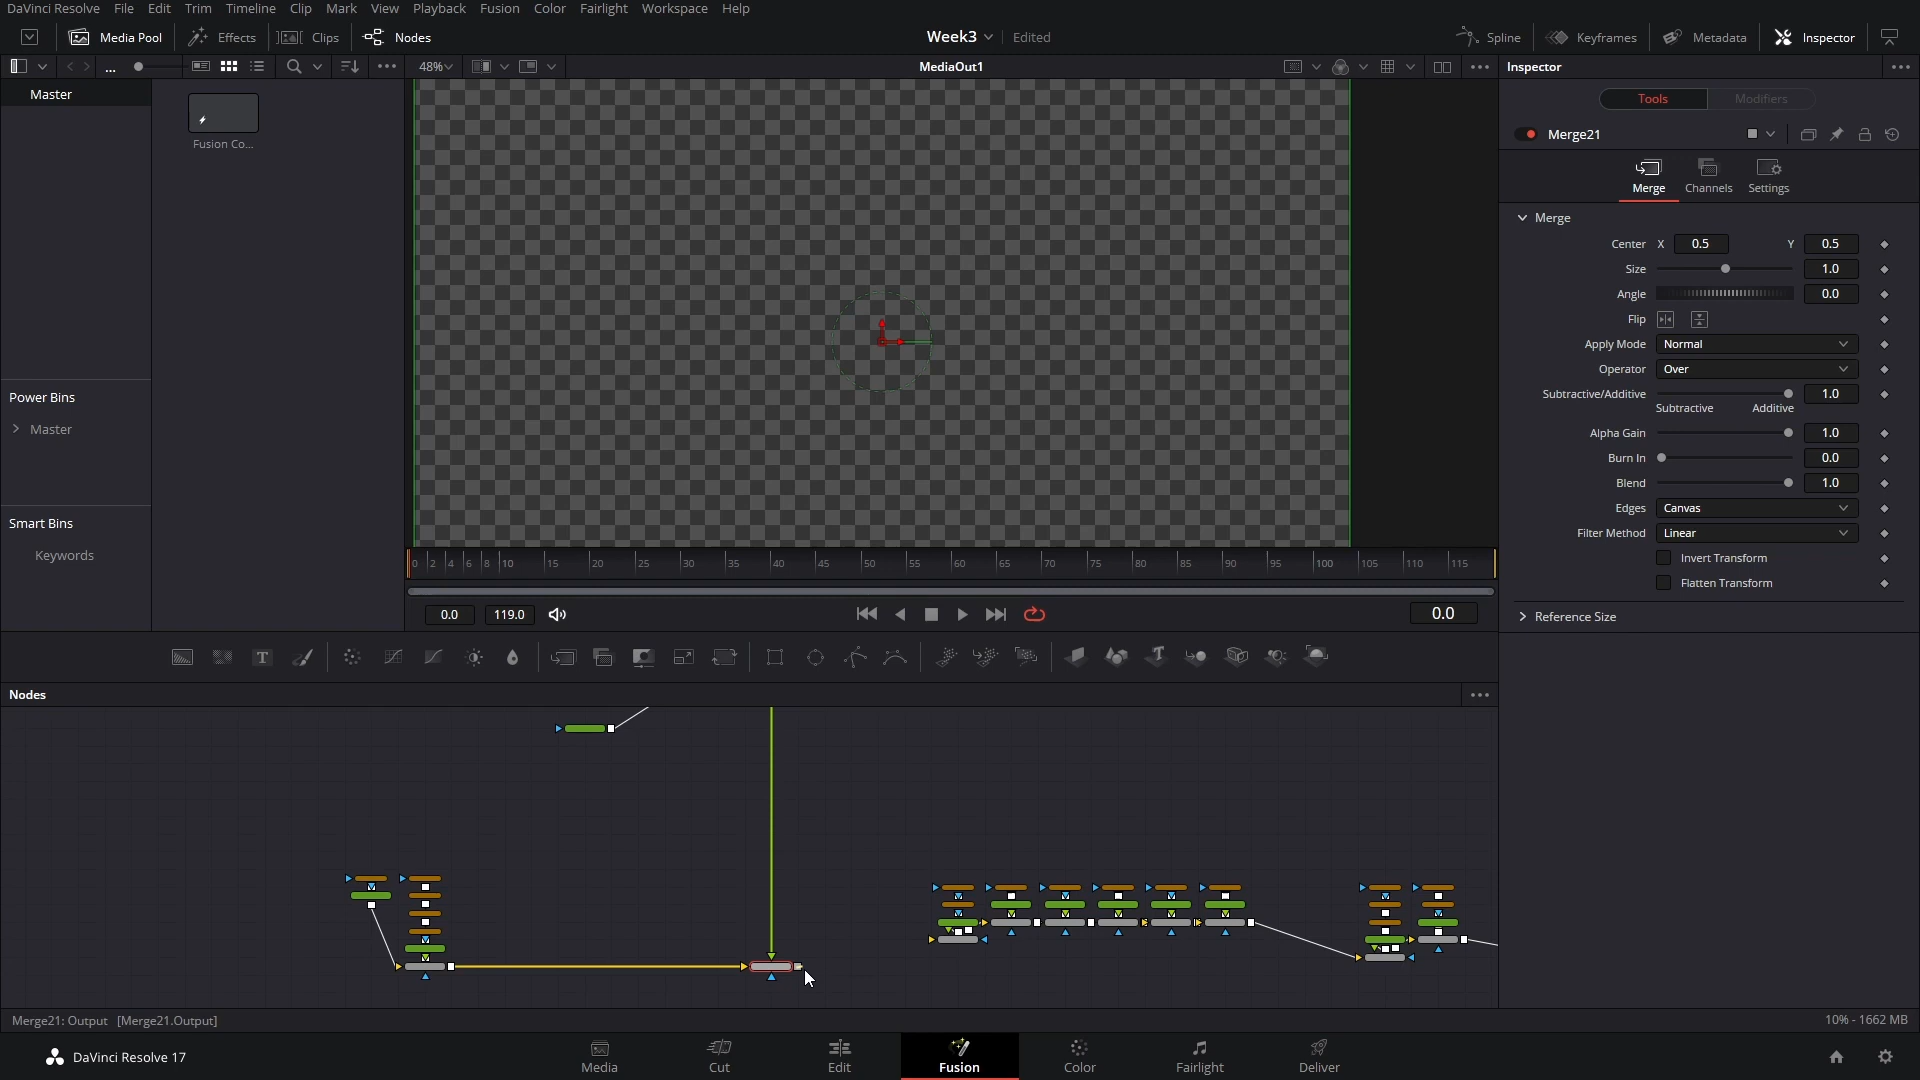 DaVinci Resolve File Edit Trim Timeline Clip Mark View Playback Fusion Color Fairlight Workspace Help
Media Pool Effects Clips Nodes Week3 Edited Spline Keyframes Metadata Inspector
... 48% MediaOut1 Inspector
Master
Fusion Co...
Tools Modifiers
Merge21
Merge Channels Settings
Merge
Center X 0.5 Y 0.5
Size 1.0
Angle 0.0
Flip
Apply Mode Normal
Operator Over
Subtractive/Additive 1.0
Subtractive Additive
Alpha Gain 1.0
Burn In 0.0
Blend 1.0
Edges Canvas
Filter Method Linear
Invert Transform
Flatten Transform
Reference Size
Power Bins
Master
Smart Bins
Keywords
0 2 4 6 8 10 15 20 25 30 35 40 45 50 55 60 65 70 75 80 85 90 95 100 105 110 115
0.0 119.0 0.0
Nodes
Merge21: Output [Merge21.Output] 10% - 1662 MB
DaVinci Resolve 17 Media Cut Edit Fusion Color Fairlight Deliver